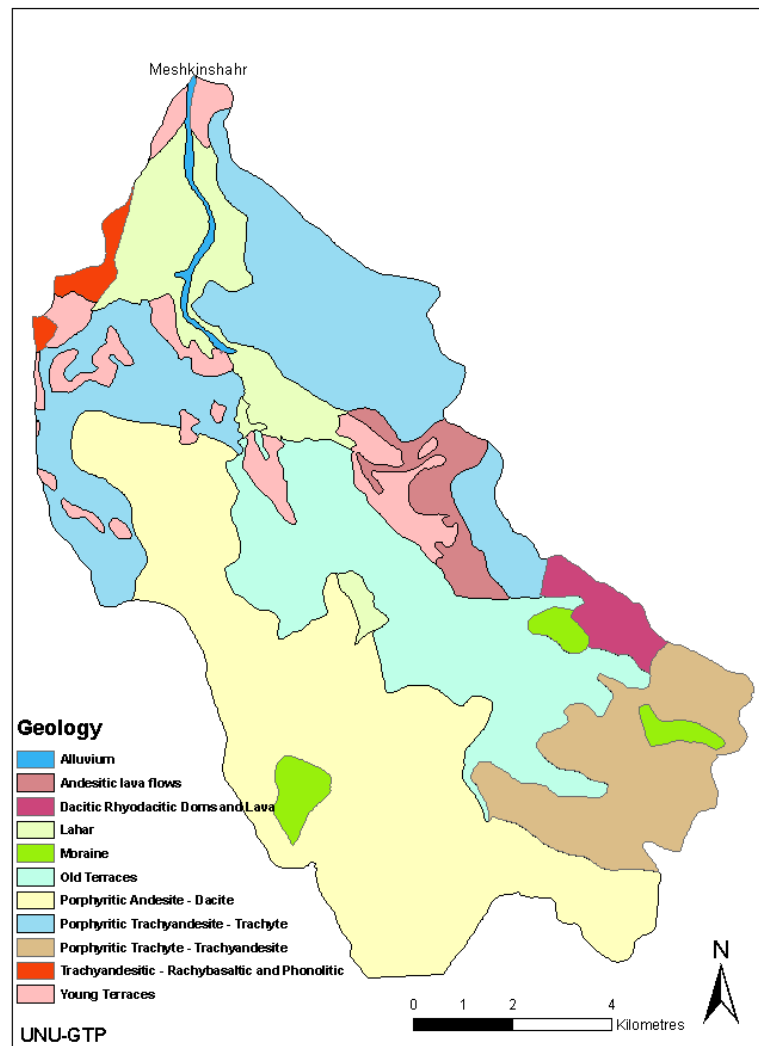 Meshkinshahr
Geology
Alluvium
Andesitic lava flows
Dacitic Rhyodacitic Doms and Lava
Lahar
Moraine
Old Terraces
Porphyritic Andesite - Dacite
Porphyritic Trachyandesite - Trachyte
Porphyritic Trachyte - Trachyandesite
Trachyandesitic - Rachybasaltic and Phonolitic
Young Terraces
UNU-GTP
N
0 1 2 4
Kilometres